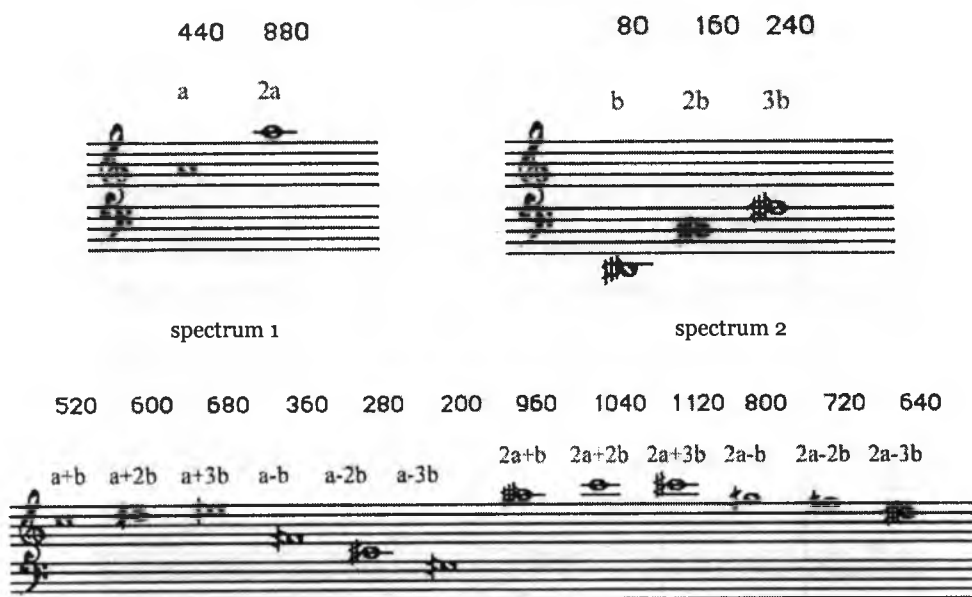 440 880
a 2a
spectrum 1
80 160 240
b 2b 3b
spectrum 2
520 600 680 360 280 200 960 1040 1120 800 720 640
a+b a+2b a+3b a-b a-2b a-3b 2a+b 2a+2b 2a+3b 2a-b 2a-2b 2a-3b